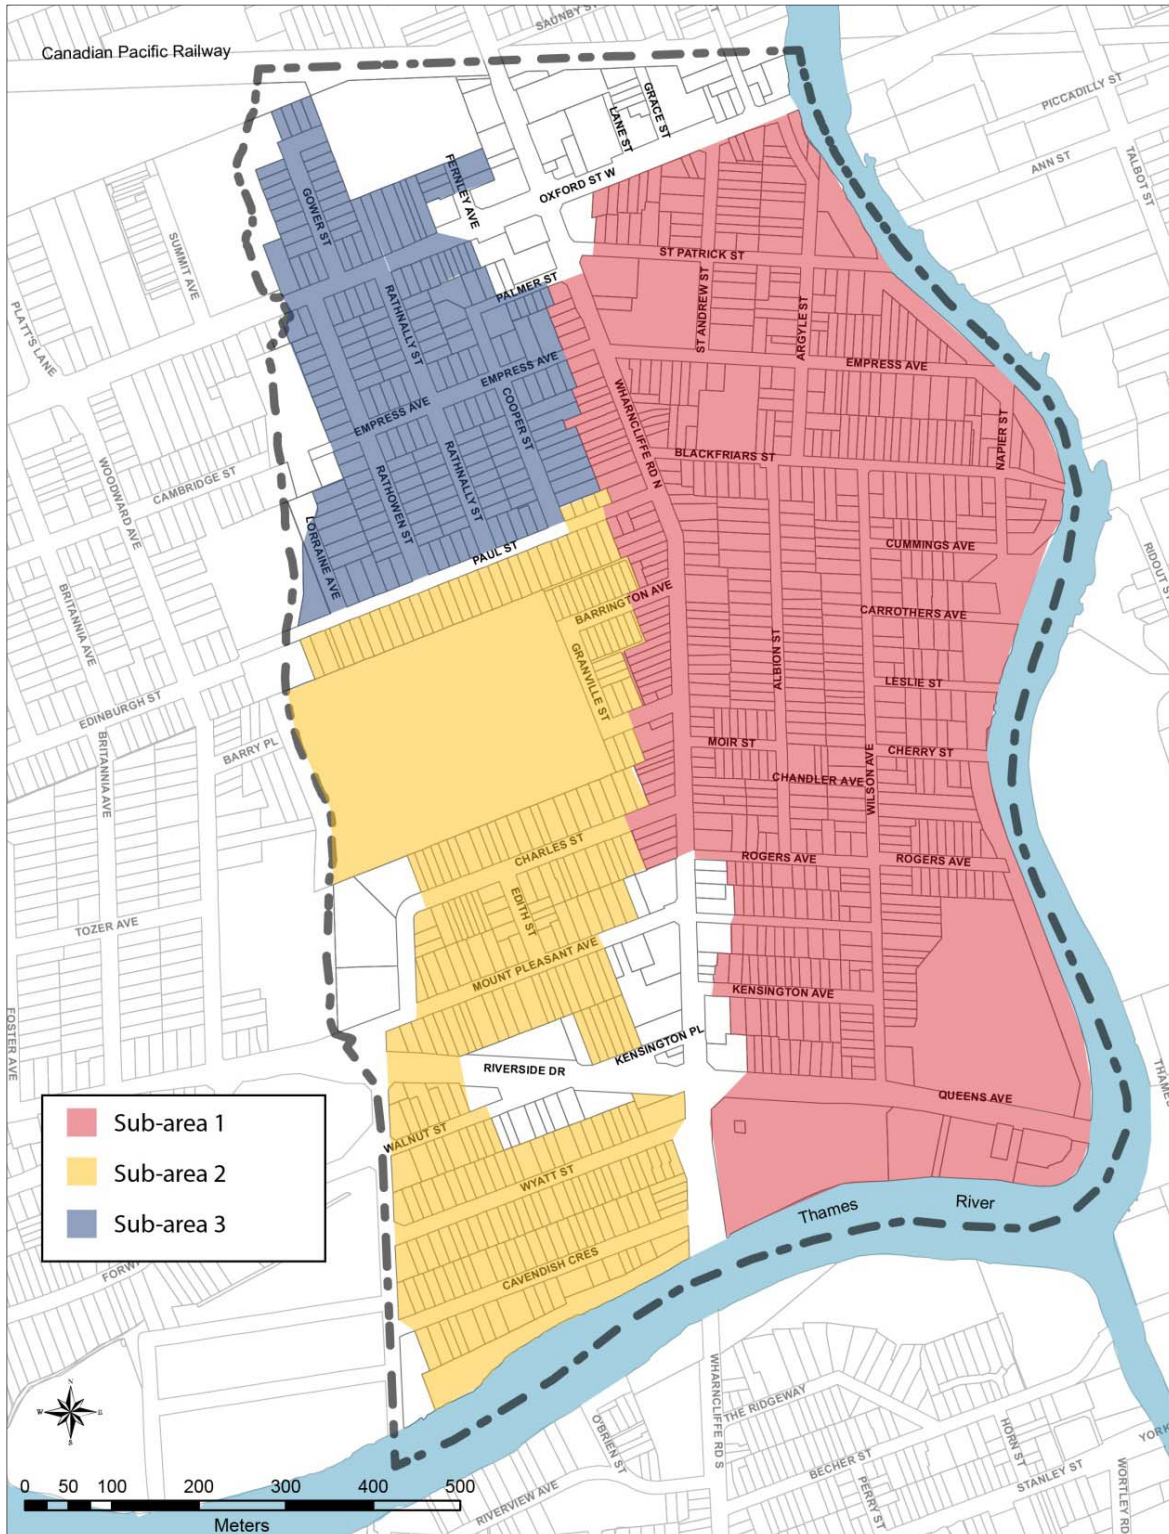 SAUNBY ST
Canadian Pacific Railway
PICCADILLY ST
GRACE ST
LANE ST
TALBOT ST
ANN ST
FERNLEY AVE
OXFORD ST W
GOWER ST
SUMMIT AVE
ST PATRICK ST
PALMER ST
RATHNALLY ST
ST ANDREW ST
ARGYLE ST
PLATT'S LANE
EMPRESS AVE
EMPRESS AVE
WHARNCLIFFE RD N
EMPRESS AVE
COOPER ST
NAPIER ST
BLACKFRIARS ST
WOODWARD AVE
CAMBRIDGE ST
RATHOWEN ST
RATHNALLY ST
LORRAINE AVE
PAUL ST
CUMMINGS AVE
RIDOUT ST
BRITANNIA AVE
BARRINGTON AVE
CARROTHERS AVE
ALBION ST
GRANVILLE ST
LESLIE ST
EDINBURGH ST
BARRY PL
BRITANNIA AVE
MOIR ST
CHERRY ST
WILSON AVE
CHANDLER AVE
CHARLES ST
ROGERS AVE
ROGERS AVE
EDITH ST
TOZER AVE
MOUNT PLEASANT AVE
KENSINGTON AVE
FOSTER AVE
KENSINGTON PL
RIVERSIDE DR
THAMES
QUEENS AVE
Sub-area 1
WALNUT ST
Sub-area 2
WYATT ST
Sub-area 3
Thames River
CAVENDISH CRES
FORW
WHARNCLIFFE RD S
THE RIDGEWAY
O'BRIEN ST
HORN ST
YORK
BECHER ST
STANLEY ST
WORTLEY RD
PERRY ST
RIVERVIEW AVE
N
W E
S
0 50 100 200 300 400 500
Meters